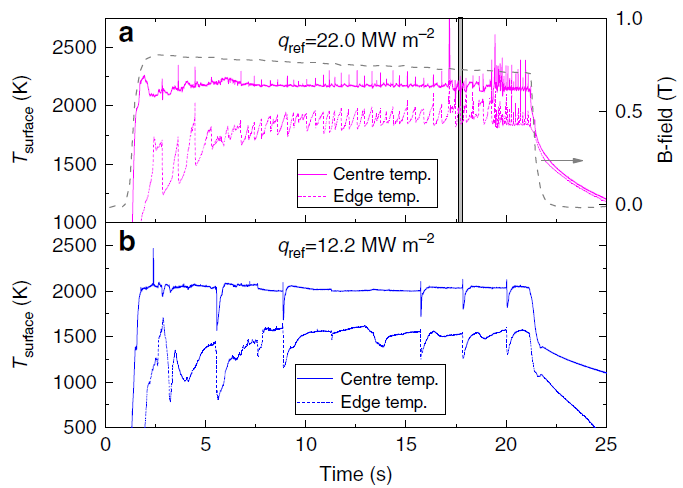 a
q_ref=22.0 MW m⁻²
1.0
2500
2000
0.5
1500
Centre temp.
Edge temp.
0.0
1000
T_surface (K)
B-field (T)
b
q_ref=12.2 MW m⁻²
2500
2000
1500
1000
Centre temp.
Edge temp.
500
T_surface (K)
0 5 10 15 20 25
Time (s)